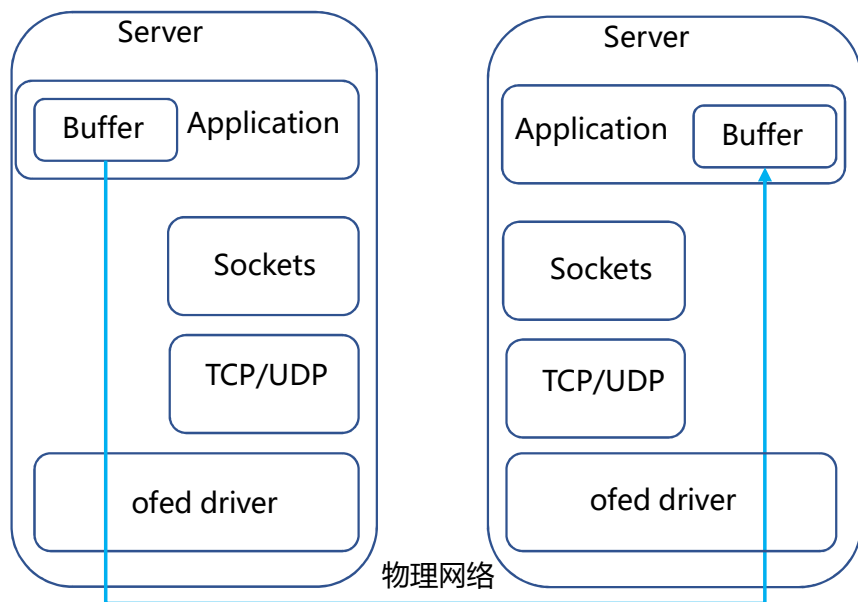 Server
Buffer
Application
Sockets
TCP/UDP
ofed driver
Server
Application
Buffer
Sockets
TCP/UDP
ofed driver
物理网络